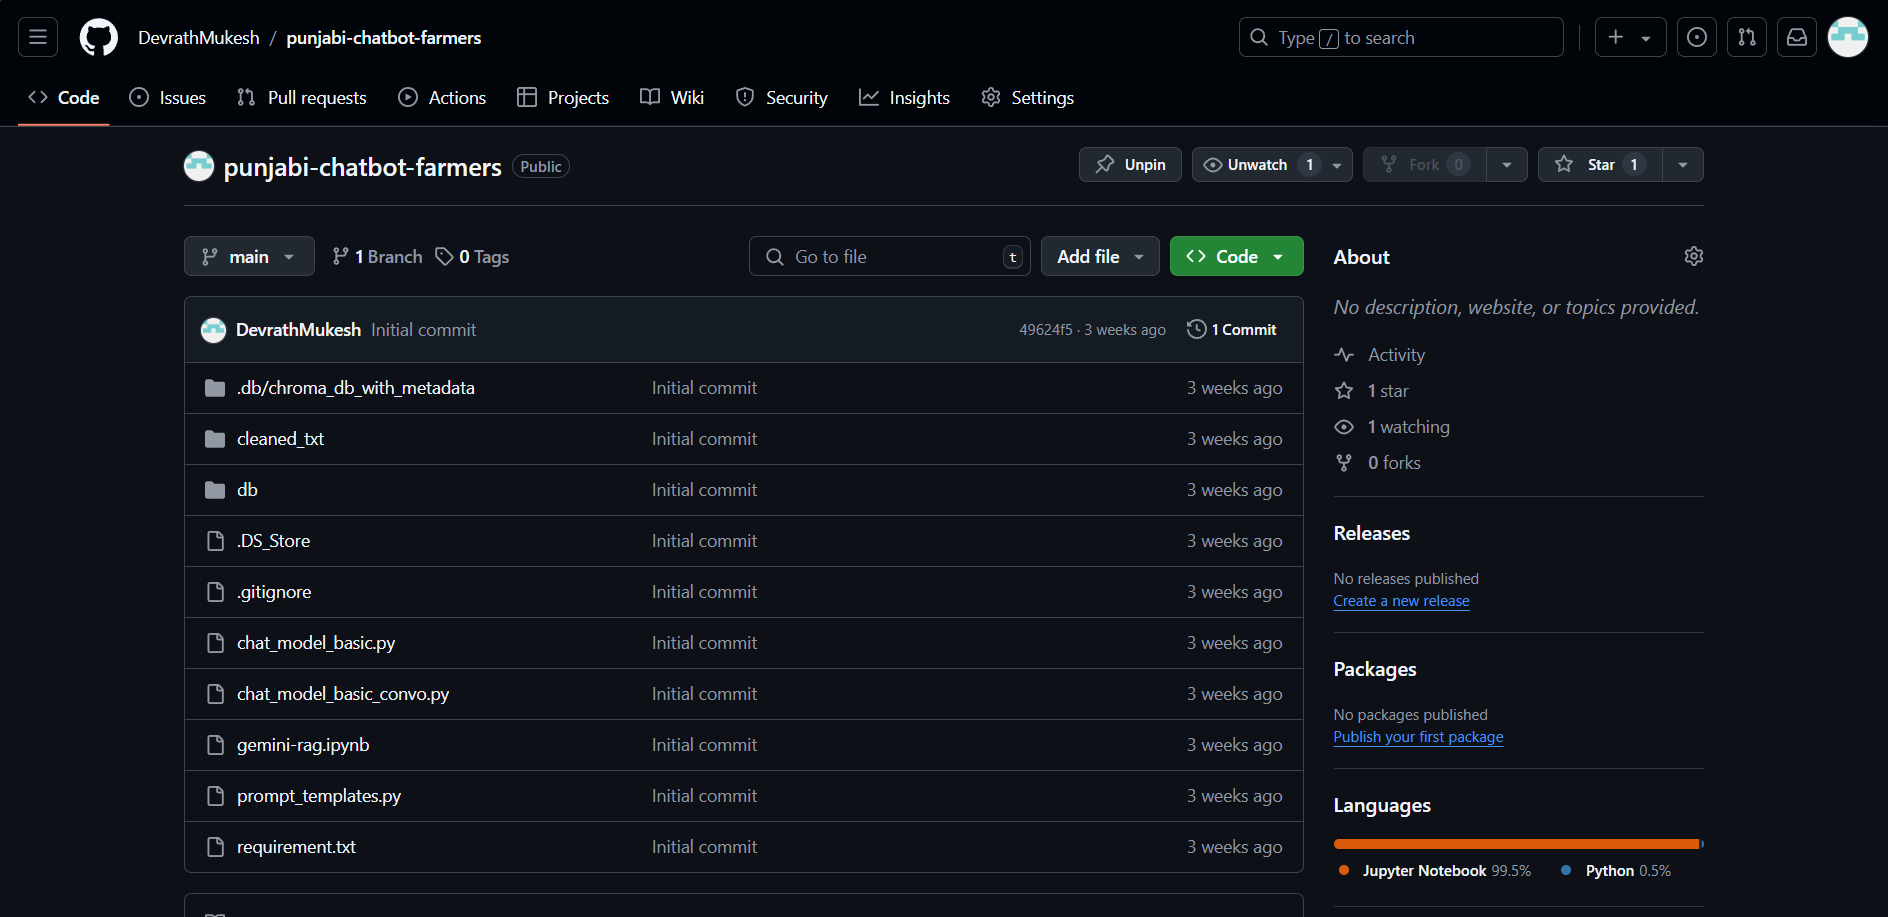 DevrathMukesh / punjabi-chatbot-farmers
Type / to search
Code Issues Pull requests Actions Projects Wiki Security Insights Settings
punjabi-chatbot-farmers Public
Unpin Unwatch 1 Fork 0 Star 1
main 1 Branch 0 Tags
Go to file t Add file Code
DevrathMukesh Initial commit 49624f5 · 3 weeks ago 1 Commit
.db/chroma_db_with_metadata Initial commit 3 weeks ago
cleaned_txt Initial commit 3 weeks ago
db Initial commit 3 weeks ago
.DS_Store Initial commit 3 weeks ago
.gitignore Initial commit 3 weeks ago
chat_model_basic.py Initial commit 3 weeks ago
chat_model_basic_convo.py Initial commit 3 weeks ago
gemini-rag.ipynb Initial commit 3 weeks ago
prompt_templates.py Initial commit 3 weeks ago
requirement.txt Initial commit 3 weeks ago
About
No description, website, or topics provided.
Activity
1 star
1 watching
0 forks
Releases
No releases published
Create a new release
Packages
No packages published
Publish your first package
Languages
Jupyter Notebook 99.5% Python 0.5%